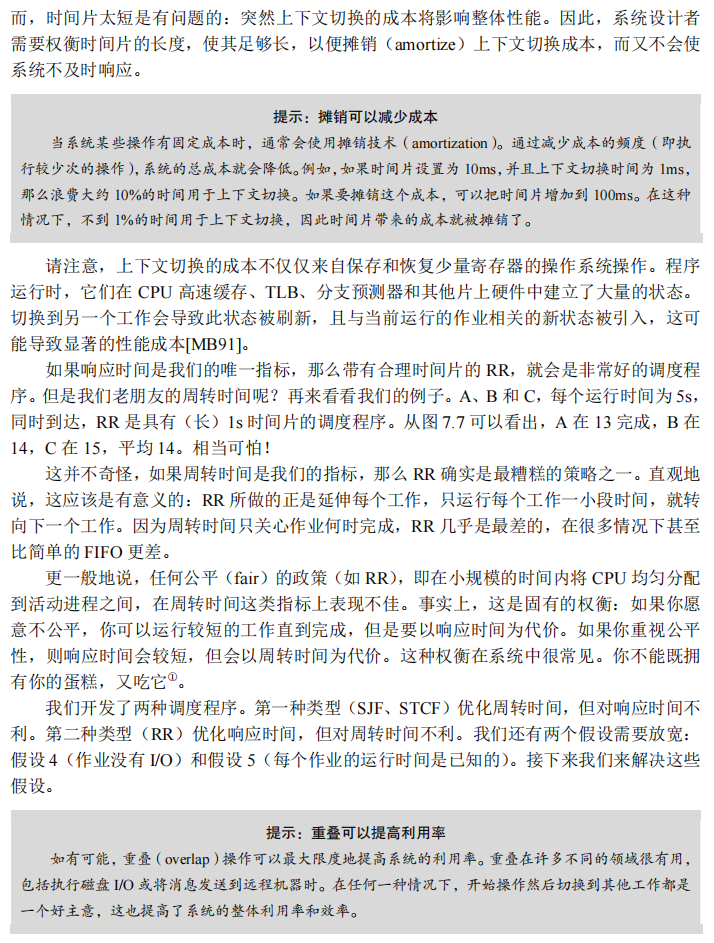 而，时间片太短是有问题的：突然上下文切换的成本将影响整体性能。因此，系统设计者
需要权衡时间片的长度，使其足够长，以便摊销（amortize）上下文切换成本，而又不会使
系统不及时响应。
提示：摊销可以减少成本
当系统某些操作有固定成本时，通常会使用摊销技术（amortization）。通过减少成本的频度（即执
行较少次的操作），系统的总成本就会降低。例如，如果时间片设置为 10ms，并且上下文切换时间为 1ms，
那么浪费大约 10%的时间用于上下文切换。如果要摊销这个成本，可以把时间片增加到 100ms。在这种
情况下，不到 1%的时间用于上下文切换，因此时间片带来的成本就被摊销了。
请注意，上下文切换的成本不仅仅来自保存和恢复少量寄存器的操作系统操作。程序
运行时，它们在 CPU 高速缓存、TLB、分支预测器和其他片上硬件中建立了大量的状态。
切换到另一个工作会导致此状态被刷新，且与当前运行的作业相关的新状态被引入，这可
能导致显著的性能成本[MB91]。
如果响应时间是我们的唯一指标，那么带有合理时间片的 RR，就会是非常好的调度程
序。但是我们老朋友的周转时间呢？再来看看我们的例子。A、B 和 C，每个运行时间为 5s，
同时到达，RR 是具有（长）1s 时间片的调度程序。从图 7.7 可以看出，A 在 13 完成，B 在
14，C 在 15，平均 14。相当可怕！
这并不奇怪，如果周转时间是我们的指标，那么 RR 确实是最糟糕的策略之一。直观地
说，这应该是有意义的：RR 所做的正是延伸每个工作，只运行每个工作一小段时间，就转
向下一个工作。因为周转时间只关心作业何时完成，RR 几乎是最差的，在很多情况下甚至
比简单的 FIFO 更差。
更一般地说，任何公平（fair）的政策（如 RR），即在小规模的时间内将 CPU 均匀分配
到活动进程之间，在周转时间这类指标上表现不佳。事实上，这是固有的权衡：如果你愿
意不公平，你可以运行较短的工作直到完成，但是要以响应时间为代价。如果你重视公平
性，则响应时间会较短，但会以周转时间为代价。这种权衡在系统中很常见。你不能既拥
有你的蛋糕，又吃它①。
我们开发了两种调度程序。第一种类型（SJF、STCF）优化周转时间，但对响应时间不
利。第二种类型（RR）优化响应时间，但对周转时间不利。我们还有两个假设需要放宽：
假设 4（作业没有 I/O）和假设 5（每个作业的运行时间是已知的）。接下来我们来解决这些
假设。
提示：重叠可以提高利用率
如有可能，重叠（overlap）操作可以最大限度地提高系统的利用率。重叠在许多不同的领域很有用，
包括执行磁盘 I/O 或将消息发送到远程机器时。在任何一种情况下，开始操作然后切换到其他工作都是
一个好主意，这也提高了系统的整体利用率和效率。